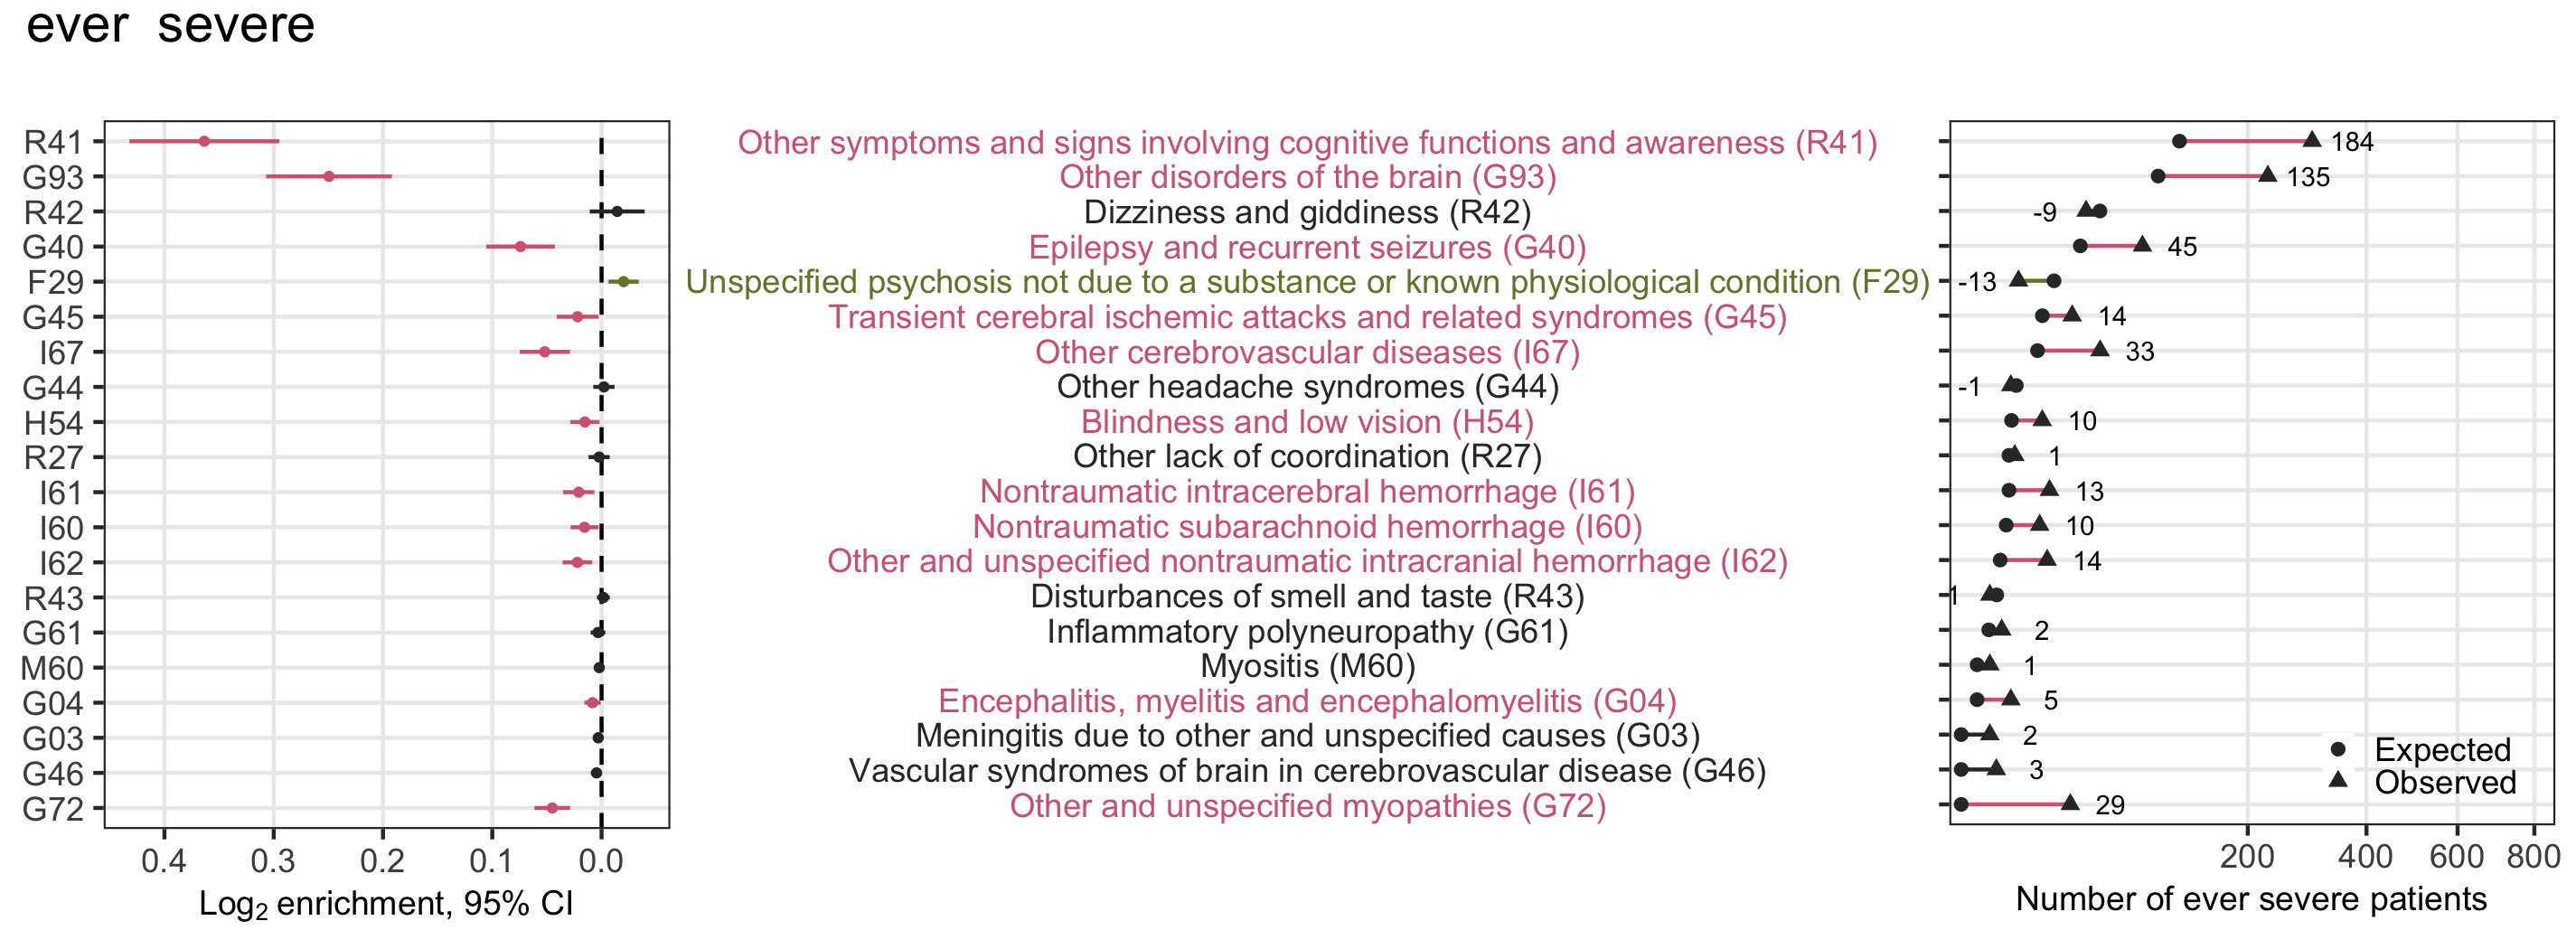 ever severe
R41 Other symptoms and signs involving cognitive functions and awareness (R41) 184
G93 Other disorders of the brain (G93) 135
R42 Dizziness and giddiness (R42) -9
G40 Epilepsy and recurrent seizures (G40) 45
F29 Unspecified psychosis not due to a substance or known physiological condition (F29) -13
G45 Transient cerebral ischemic attacks and related syndromes (G45) 14
I67 Other cerebrovascular diseases (I67) 33
G44 Other headache syndromes (G44) -1
H54 Blindness and low vision (H54) 10
R27 Other lack of coordination (R27) 1
I61 Nontraumatic intracerebral hemorrhage (I61) 13
I60 Nontraumatic subarachnoid hemorrhage (I60) 10
I62 Other and unspecified nontraumatic intracranial hemorrhage (I62) 14
R43 Disturbances of smell and taste (R43) 1
G61 Inflammatory polyneuropathy (G61) 2
M60 Myositis (M60) 1
G04 Encephalitis, myelitis and encephalomyelitis (G04) 5
G03 Meningitis due to other and unspecified causes (G03) 2
G46 Vascular syndromes of brain in cerebrovascular disease (G46) 3
G72 Other and unspecified myopathies (G72) 29
Expected
Observed
0.4 0.3 0.2 0.1 0.0
200 400 600 800
Log₂ enrichment, 95% CI
Number of ever severe patients